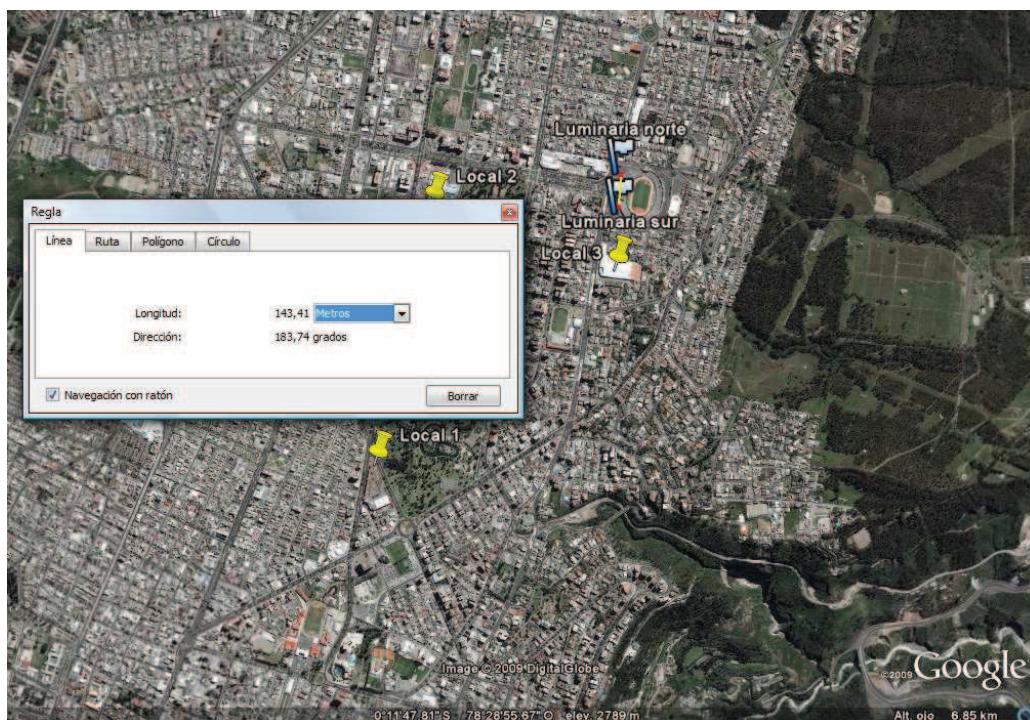 Luminaria norte
Local 2
Luminaria sur
Local 3
Regla
Línea
Ruta
Polígono
Círculo
Longitud:
143,41 Metros
Dirección:
183,74 grados
Navegación con ratón
Borrar
Local 1
Image © 2009 DigitalGlobe
©2009 Google
0°11'47.81" S 78°28'55.67" O elev. 2789 m
Alt. ojo 6.85 km